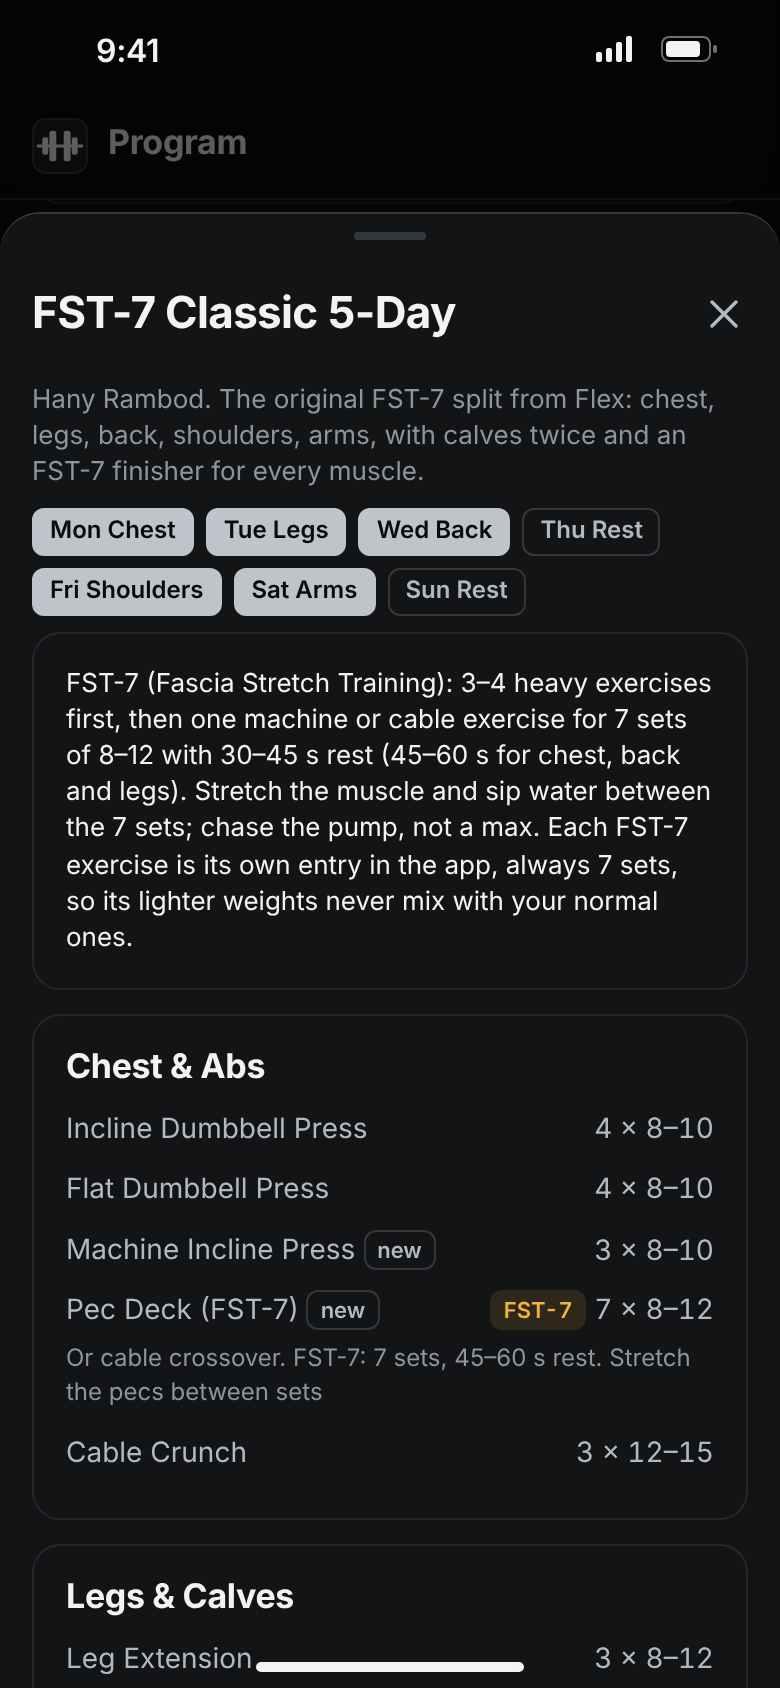 9:41
Program
FST-7 Classic 5-Day
Hany Rambod. The original FST-7 split from Flex: chest,
legs, back, shoulders, arms, with calves twice and an
FST-7 finisher for every muscle.
Mon Chest Tue Legs Wed Back Thu Rest
Fri Shoulders Sat Arms Sun Rest
FST-7 (Fascia Stretch Training): 3–4 heavy exercises
first, then one machine or cable exercise for 7 sets
of 8–12 with 30–45 s rest (45–60 s for chest, back
and legs). Stretch the muscle and sip water between
the 7 sets; chase the pump, not a max. Each FST-7
exercise is its own entry in the app, always 7 sets,
so its lighter weights never mix with your normal
ones.
Chest & Abs
Incline Dumbbell Press 4 × 8–10
Flat Dumbbell Press 4 × 8–10
Machine Incline Press new 3 × 8–10
Pec Deck (FST-7) new FST-7 7 × 8–12
Or cable crossover. FST-7: 7 sets, 45–60 s rest. Stretch
the pecs between sets
Cable Crunch 3 × 12–15
Legs & Calves
Leg Extension 3 × 8–12